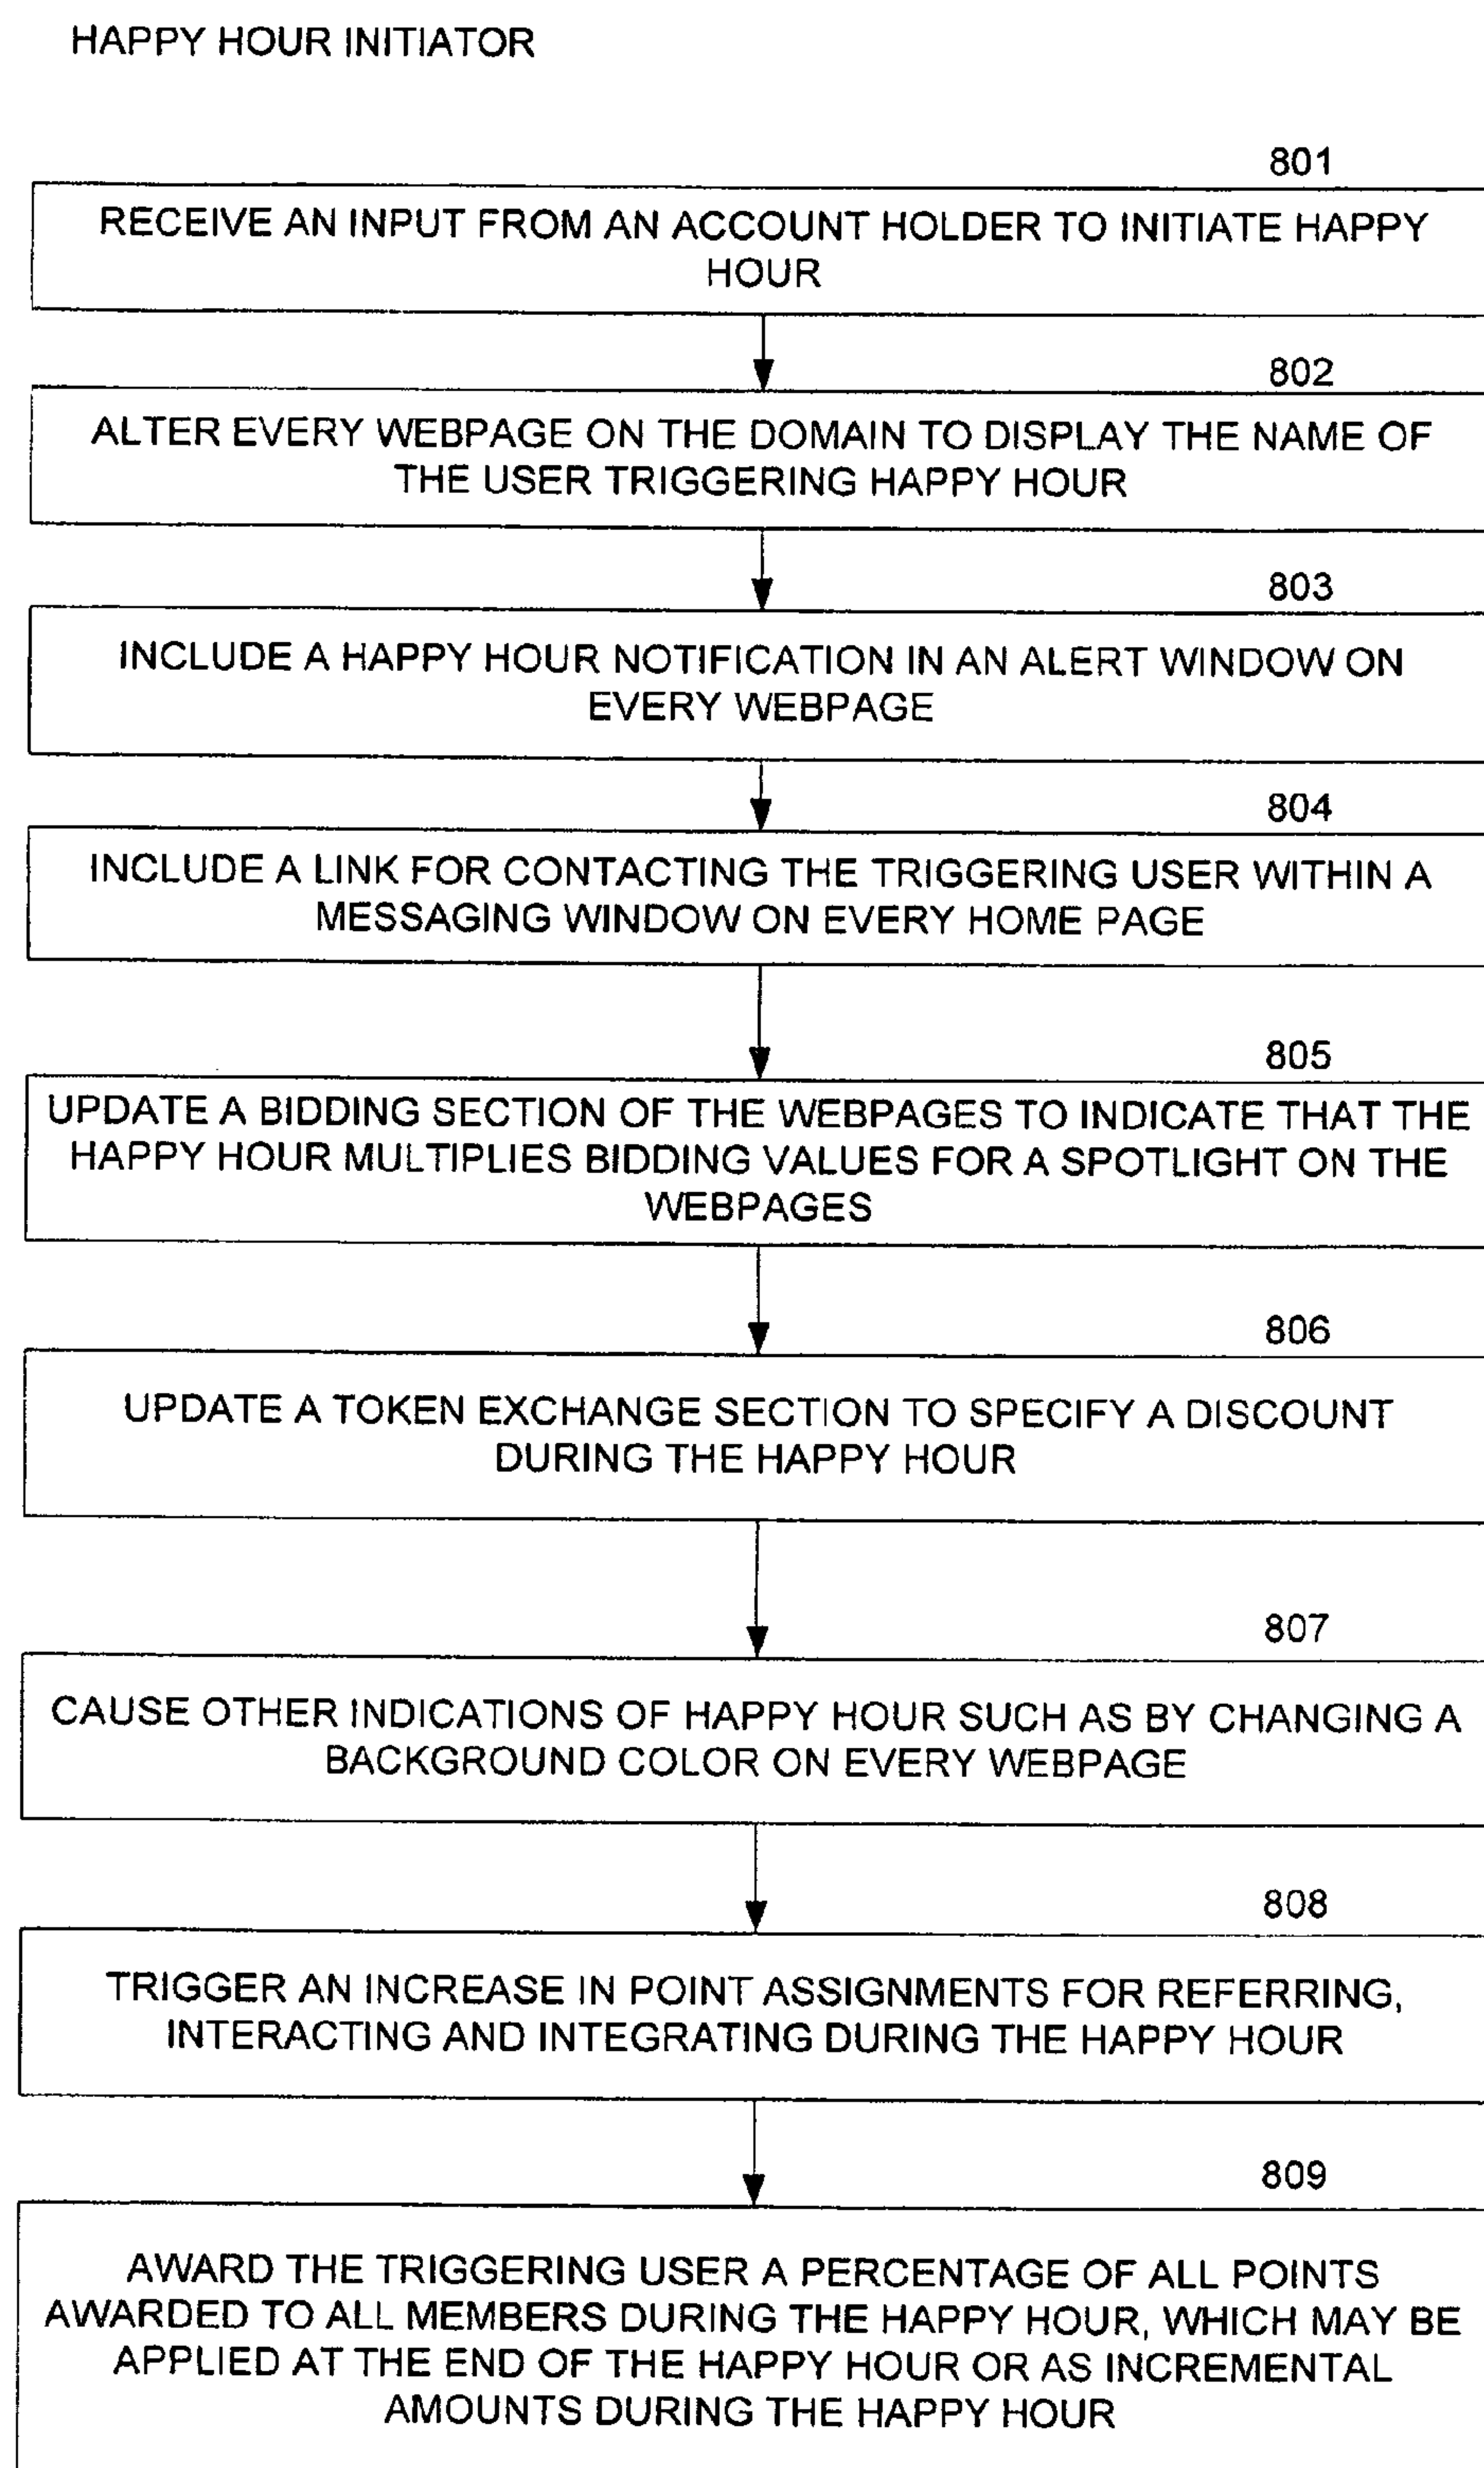 HAPPY HOUR INITIATOR
801
RECEIVE AN INPUT FROM AN ACCOUNT HOLDER TO INITIATE HAPPY
HOUR
802
ALTER EVERY WEBPAGE ON THE DOMAIN TO DISPLAY THE NAME OF
THE USER TRIGGERING HAPPY HOUR
803
INCLUDE A HAPPY HOUR NOTIFICATION IN AN ALERT WINDOW ON
EVERY WEBPAGE
804
INCLUDE A LINK FOR CONTACTING THE TRIGGERING USER WITHIN A
MESSAGING WINDOW ON EVERY HOME PAGE
805
UPDATE A BIDDING SECTION OF THE WEBPAGES TO INDICATE THAT THE
HAPPY HOUR MULTIPLIES BIDDING VALUES FOR A SPOTLIGHT ON THE
WEBPAGES
806
UPDATE A TOKEN EXCHANGE SECTION TO SPECIFY A DISCOUNT
DURING THE HAPPY HOUR
807
CAUSE OTHER INDICATIONS OF HAPPY HOUR SUCH AS BY CHANGING A
BACKGROUND COLOR ON EVERY WEBPAGE
808
TRIGGER AN INCREASE IN POINT ASSIGNMENTS FOR REFERRING,
INTERACTING AND INTEGRATING DURING THE HAPPY HOUR
809
AWARD THE TRIGGERING USER A PERCENTAGE OF ALL POINTS
AWARDED TO ALL MEMBERS DURING THE HAPPY HOUR, WHICH MAY BE
APPLIED AT THE END OF THE HAPPY HOUR OR AS INCREMENTAL
AMOUNTS DURING THE HAPPY HOUR